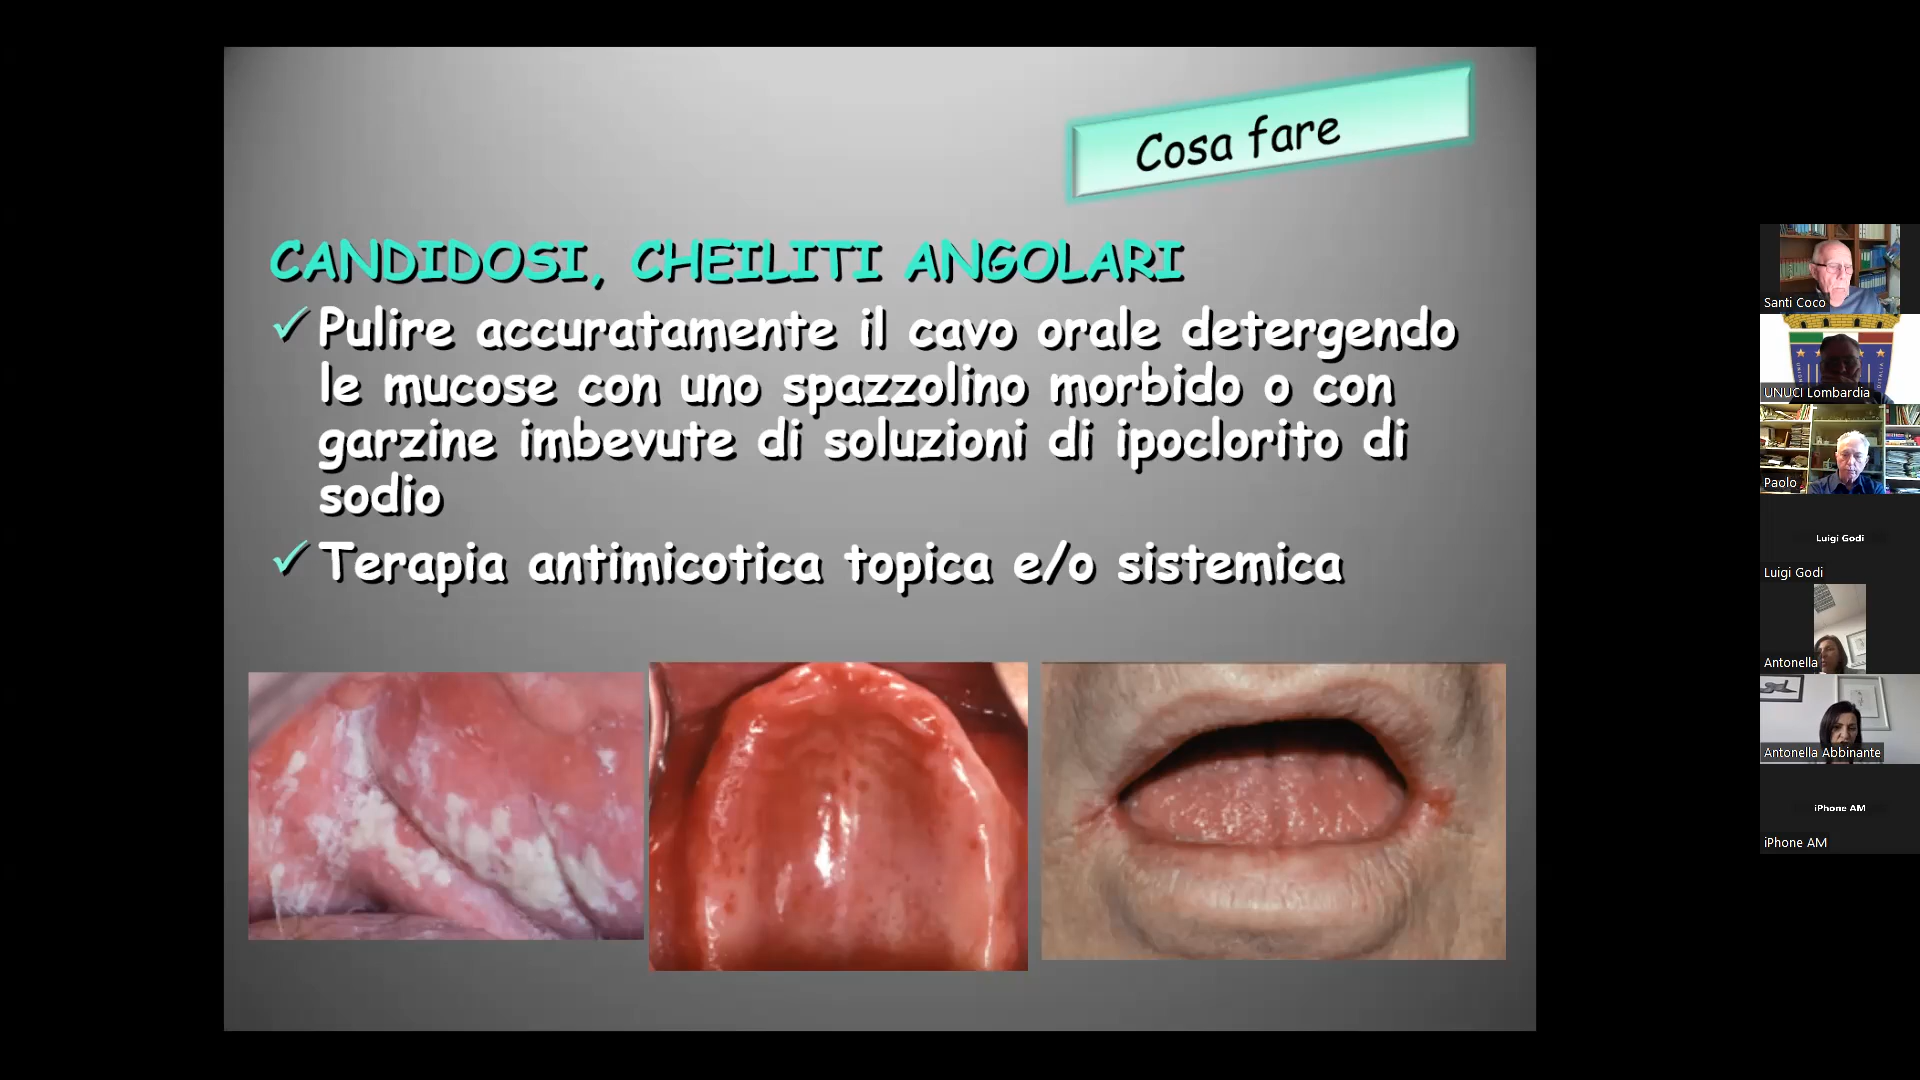 Cosa fare
CANDIDOSI, CHEILITI ANGOLARI
✓ Pulire accuratamente il cavo orale detergendo
le mucose con uno spazzolino morbido o con
garzine imbevute di soluzioni di ipoclorito di
sodio
✓ Terapia antimicotica topica e/o sistemica
Santi Coco
UNUCI Lombardia
Paolo
Luigi Godi
Luigi Godi
Antonella
Antonella Abbinante
iPhone AM
iPhone AM